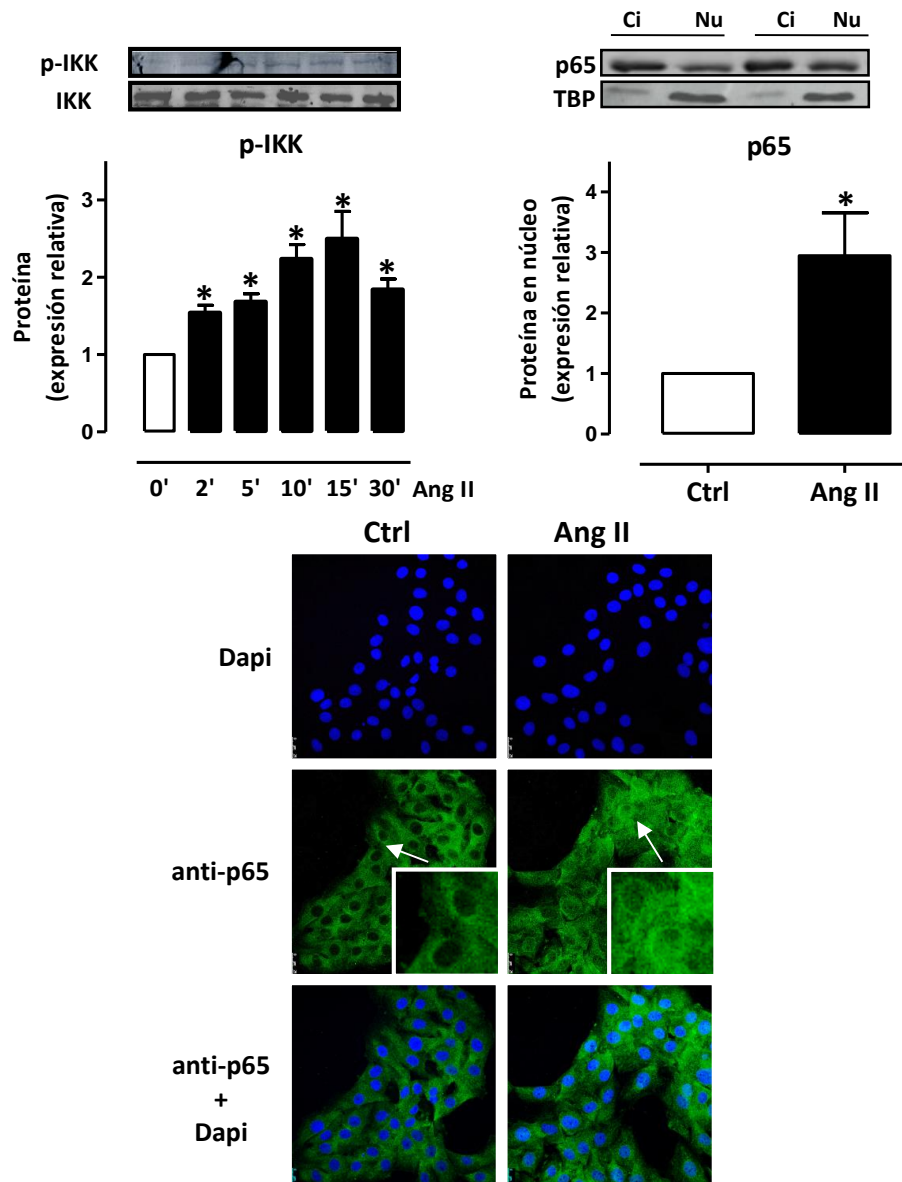 p-IKK
IKK
p-IKK
Proteína
(expresión relativa)
3
2
1
0
* * * * *
0' 2' 5' 10' 15' 30' Ang II
Ci Nu Ci Nu
p65
TBP
p65
Proteína en núcleo
(expresión relativa)
4
3
2
1
0
*
Ctrl Ang II
Ctrl Ang II
Dapi
anti-p65
anti-p65
+
Dapi